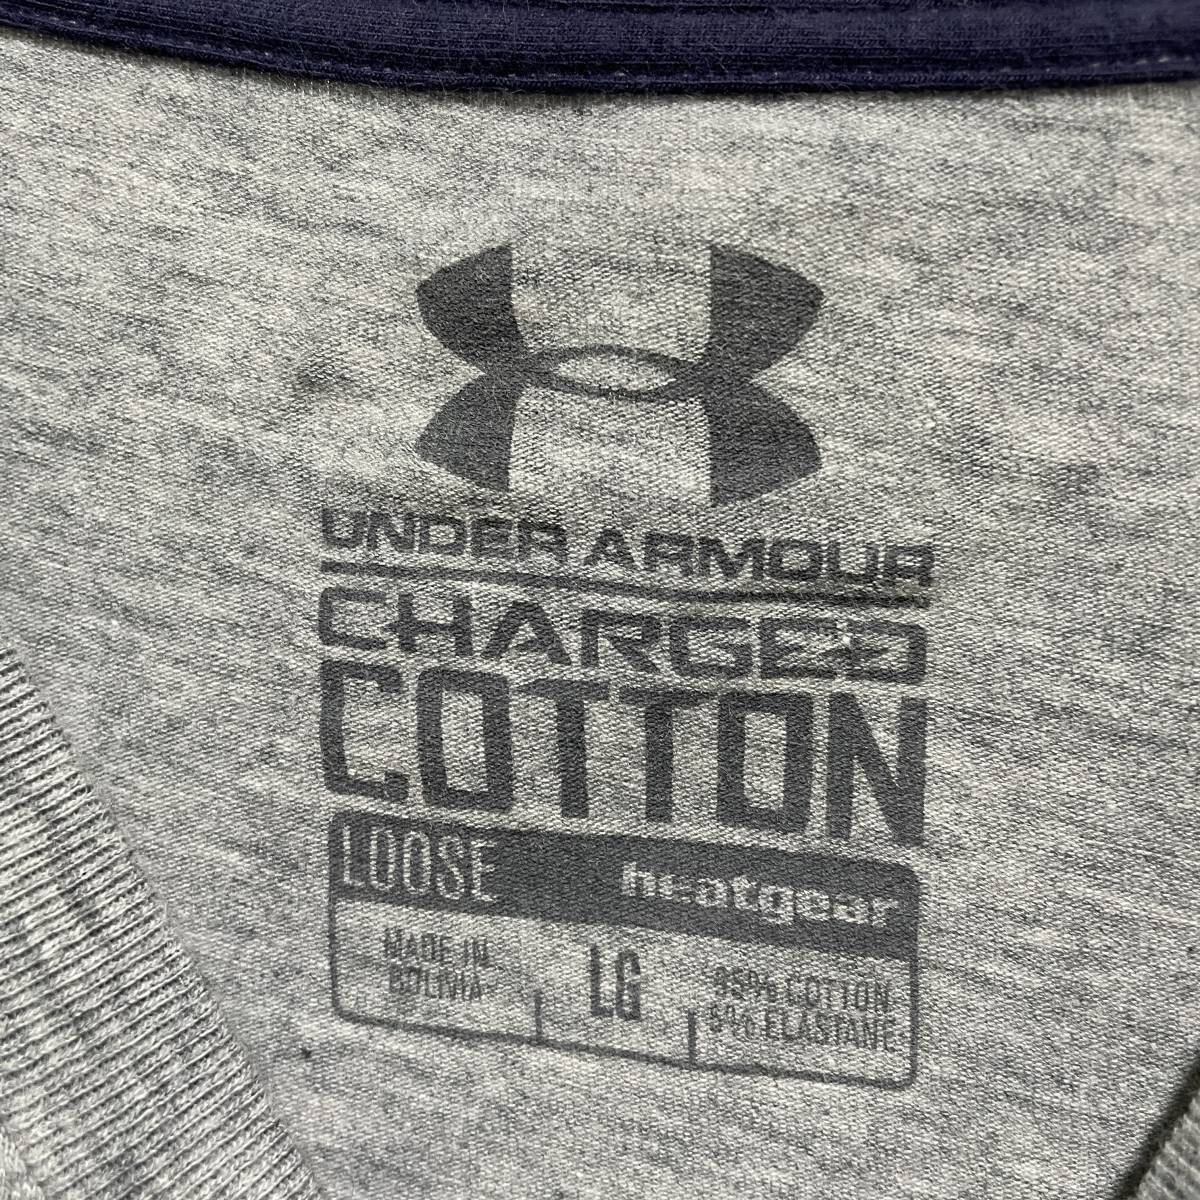 UNDER ARMOUR
CHARGED
COTTON
LOOSE heatgear
MADE IN
BOLIVIA
LG
95% COTTON
5% ELASTANE